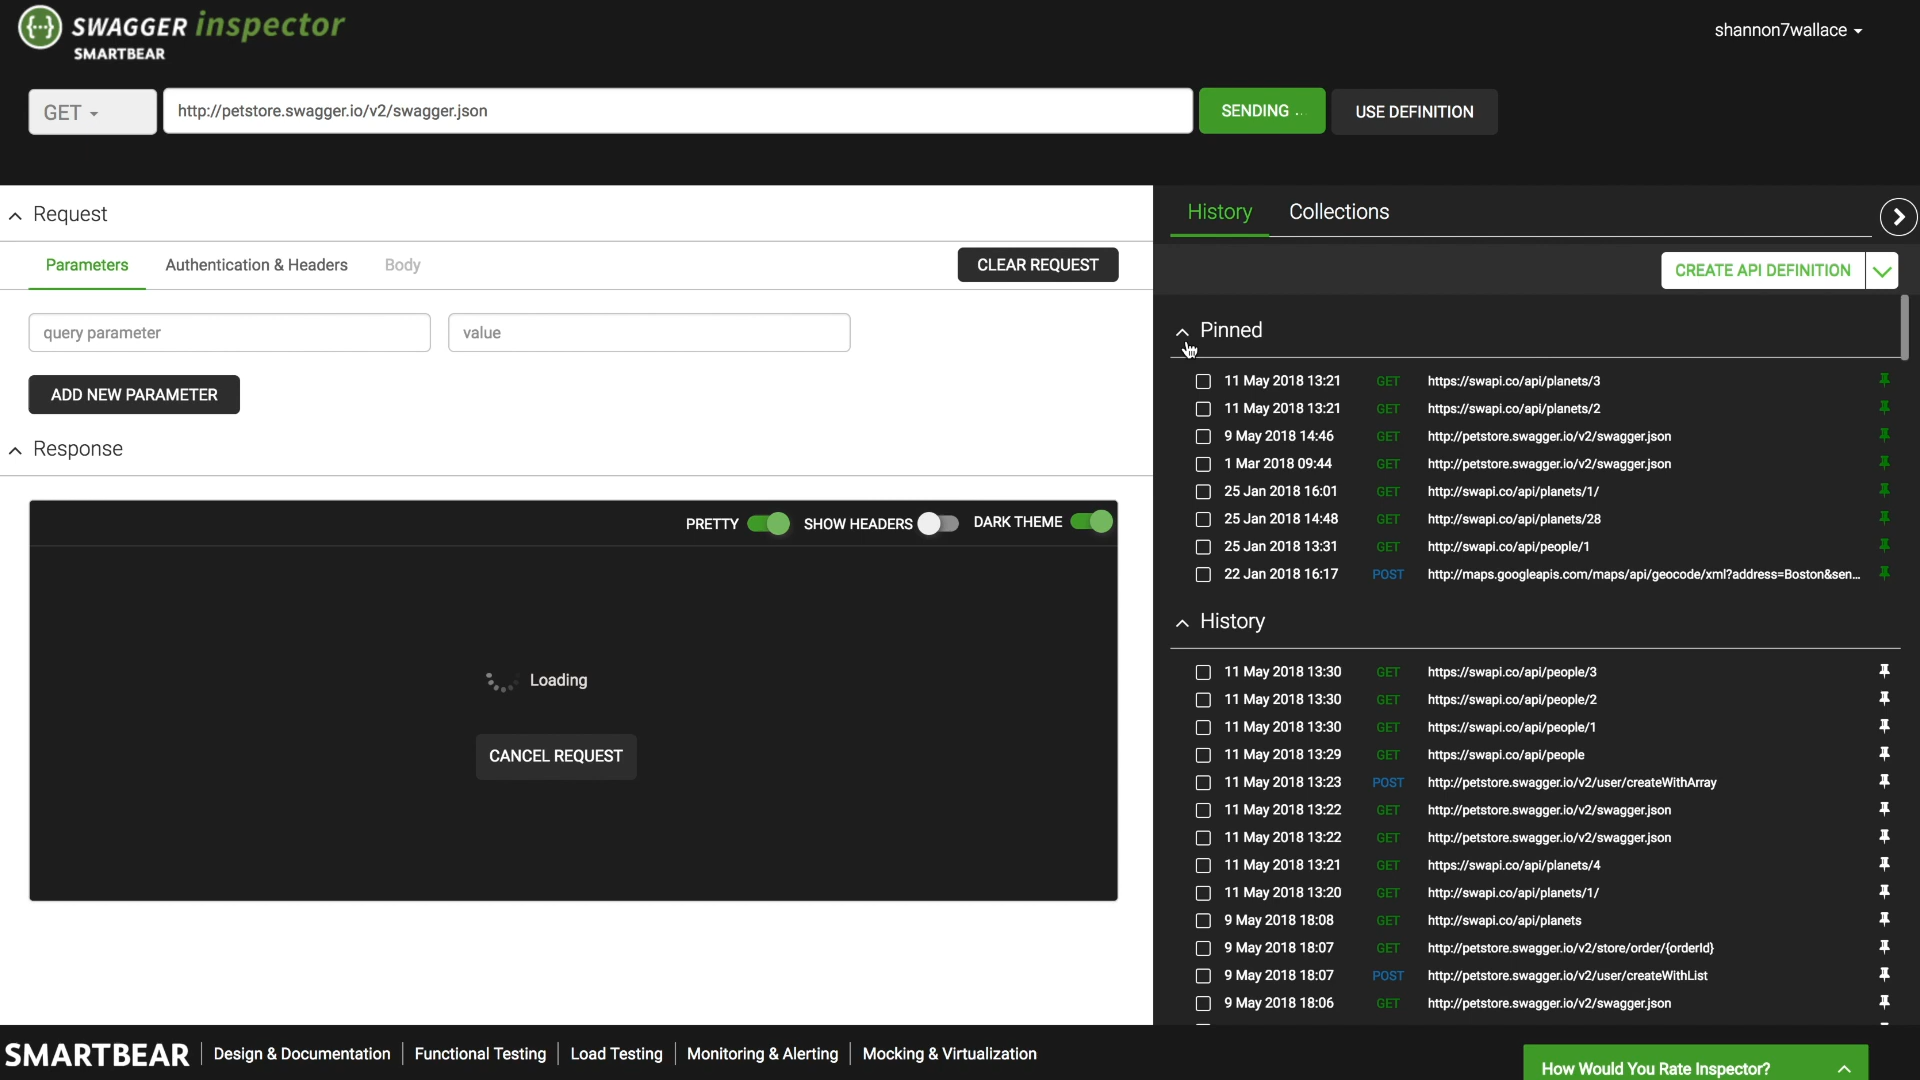 SWAGGER inspector
SMARTBEAR
shannon7wallace
GET
http://petstore.swagger.io/v2/swagger.json
SENDING ...
USE DEFINITION
Request
Parameters
Authentication & Headers
Body
CLEAR REQUEST
query parameter
value
ADD NEW PARAMETER
Response
PRETTY
SHOW HEADERS
DARK THEME
Loading
CANCEL REQUEST
History
Collections
CREATE API DEFINITION
Pinned
11 May 2018 13:21 GET https://swapi.co/api/planets/3
11 May 2018 13:21 GET https://swapi.co/api/planets/2
9 May 2018 14:46 GET http://petstore.swagger.io/v2/swagger.json
1 Mar 2018 09:44 GET http://petstore.swagger.io/v2/swagger.json
25 Jan 2018 16:01 GET http://swapi.co/api/planets/1/
25 Jan 2018 14:48 GET http://swapi.co/api/planets/28
25 Jan 2018 13:31 GET http://swapi.co/api/people/1
22 Jan 2018 16:17 POST http://maps.googleapis.com/maps/api/geocode/xml?address=Boston&sen...
History
11 May 2018 13:30 GET https://swapi.co/api/people/3
11 May 2018 13:30 GET https://swapi.co/api/people/2
11 May 2018 13:30 GET https://swapi.co/api/people/1
11 May 2018 13:29 GET https://swapi.co/api/people
11 May 2018 13:23 POST http://petstore.swagger.io/v2/user/createWithArray
11 May 2018 13:22 GET http://petstore.swagger.io/v2/swagger.json
11 May 2018 13:22 GET http://petstore.swagger.io/v2/swagger.json
11 May 2018 13:21 GET https://swapi.co/api/planets/4
11 May 2018 13:20 GET http://swapi.co/api/planets/1/
9 May 2018 18:08 GET http://swapi.co/api/planets
9 May 2018 18:07 GET http://petstore.swagger.io/v2/store/order/{orderId}
9 May 2018 18:07 POST http://petstore.swagger.io/v2/user/createWithList
9 May 2018 18:06 GET http://petstore.swagger.io/v2/swagger.json
SMARTBEAR
Design & Documentation
Functional Testing
Load Testing
Monitoring & Alerting
Mocking & Virtualization
How Would You Rate Inspector?